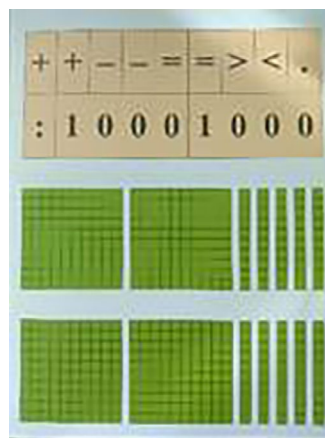 + + − − = = > < .
: 1 0 0 0 1 0 0 0